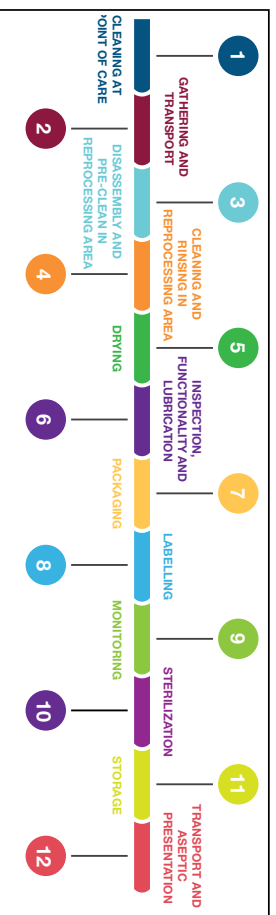 1
CLEANING AT
POINT OF CARE
2
GATHERING AND
TRANSPORT
3
DISASSEMBLY AND
PRE-CLEAN IN
REPROCESSING AREA
4
CLEANING AND
RINSING IN
REPROCESSING AREA
5
DRYING
6
INSPECTION,
FUNCTIONALITY AND
LUBRICATION
7
PACKAGING
8
LABELLING
9
MONITORING
10
STERILIZATION
11
STORAGE
12
TRANSPORT AND
ASEPTIC
PRESENTATION